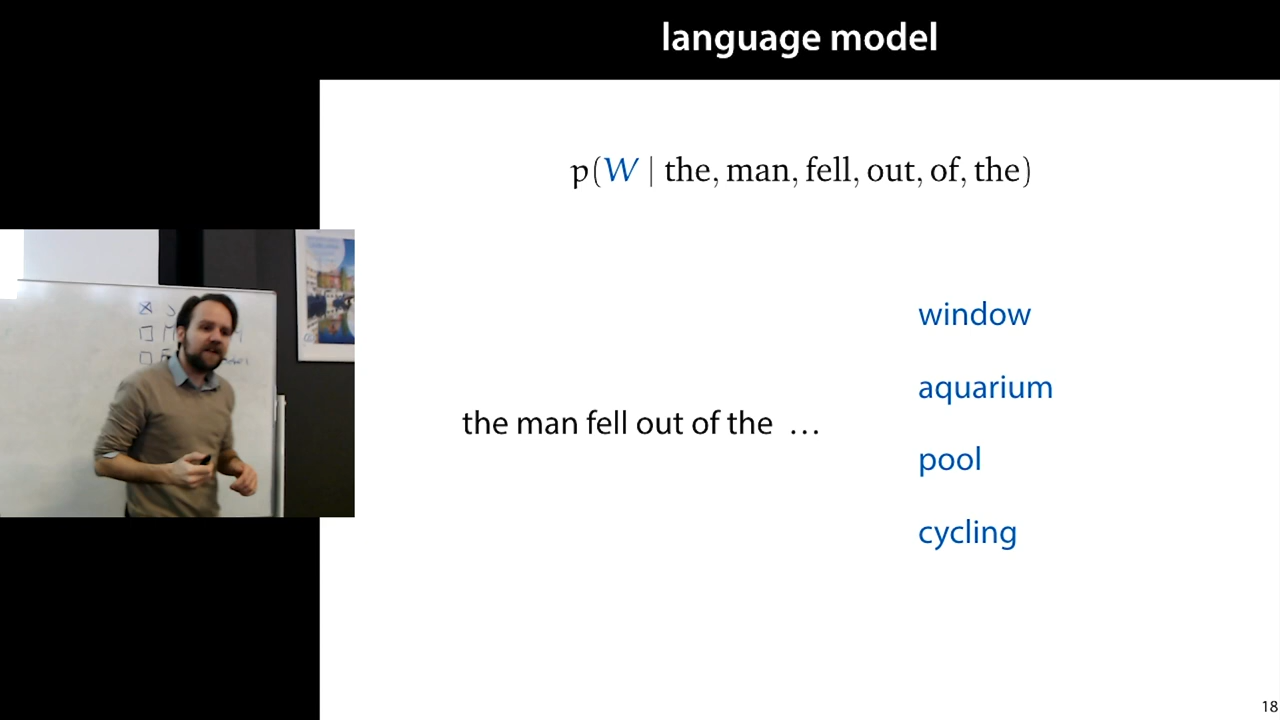 language model
p(W | the, man, fell, out, of, the)
window
aquarium
the man fell out of the …
pool
cycling
18